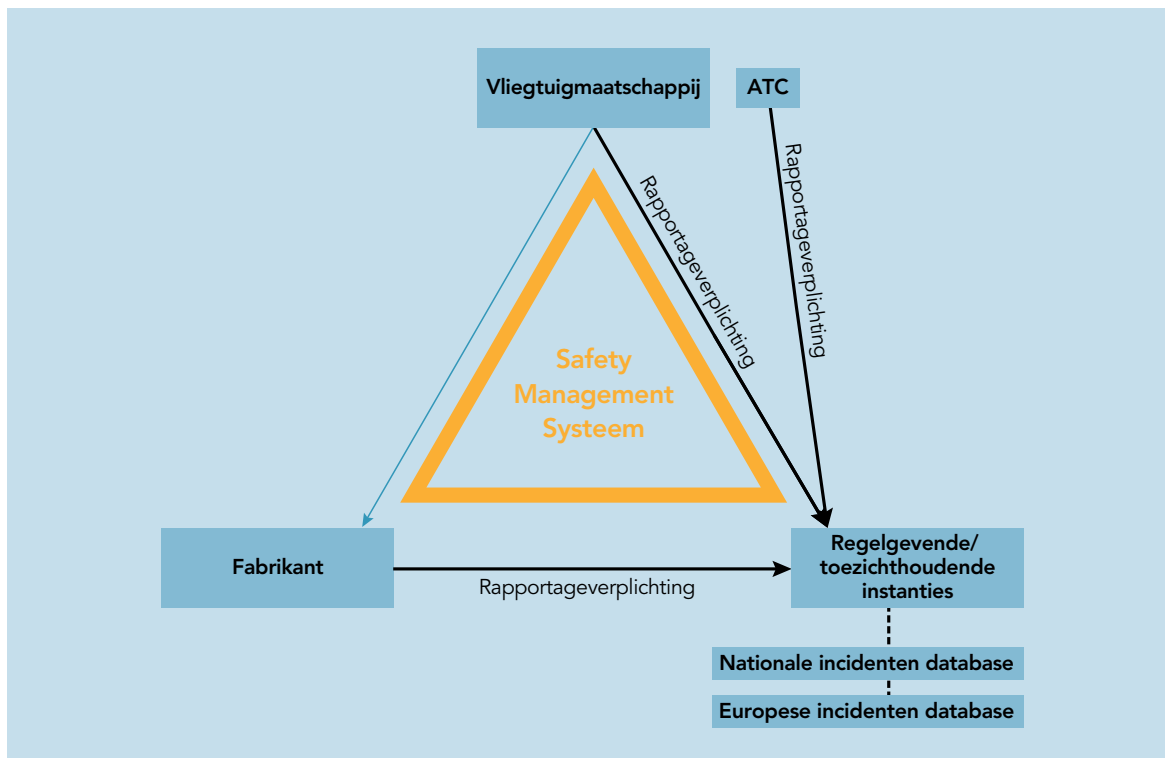 Vliegtuigmaatschappij
ATC
Rapportageverplichting
Rapportageverplichting
Safety
Management
Systeem
Fabrikant
Rapportageverplichting
Regelgevende/
toezichthoudende
instanties
Nationale incidenten database
Europese incidenten database